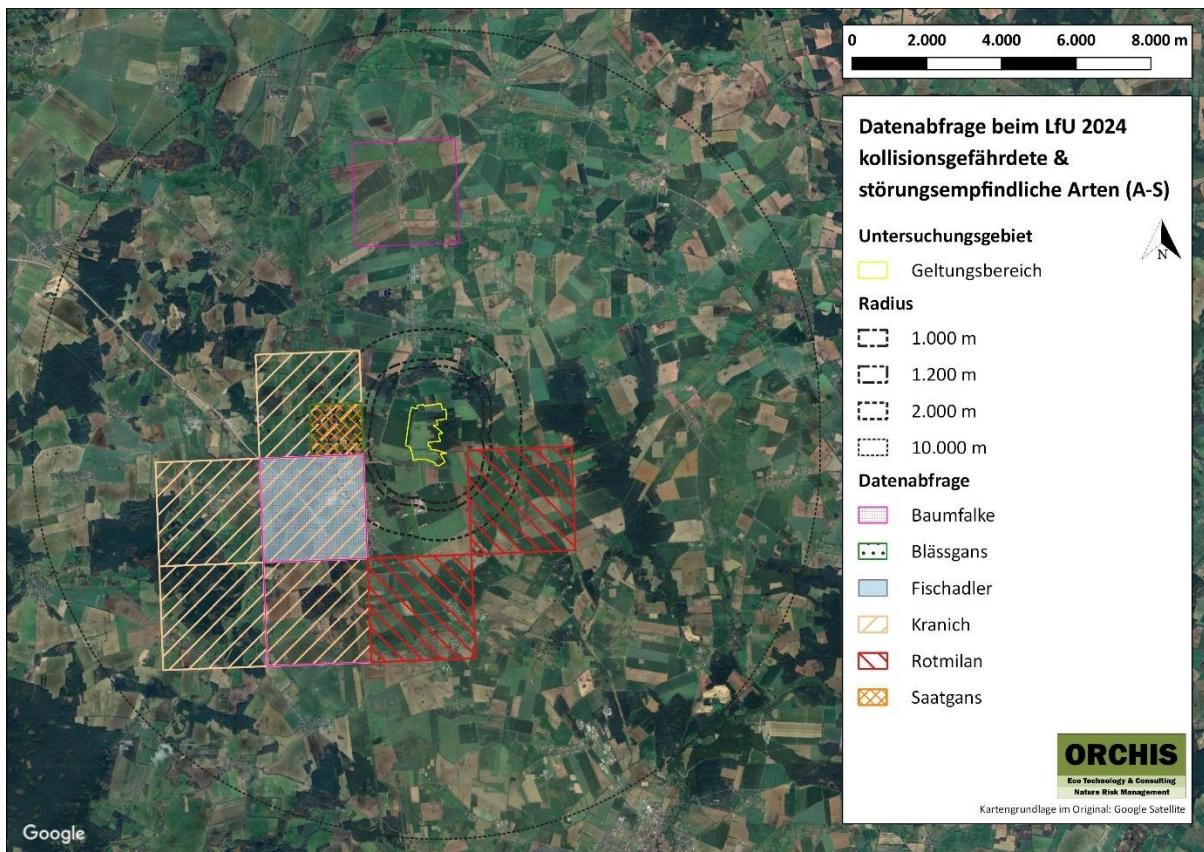 0 2.000 4.000 6.000 8.000 m
Datenabfrage beim LfU 2024
kollisionsgefährdete &
störungsempfindliche Arten (A-S)
Untersuchungsgebiet
Geltungsbereich
N
Radius
1.000 m
1.200 m
2.000 m
10.000 m
Datenabfrage
Baumfalke
Blässgans
Fischadler
Kranich
Rotmilan
Saatgans
ORCHIS
Eco Technology & Consulting
Nature Risk Management
Kartengrundlage im Original: Google Satellite
Google